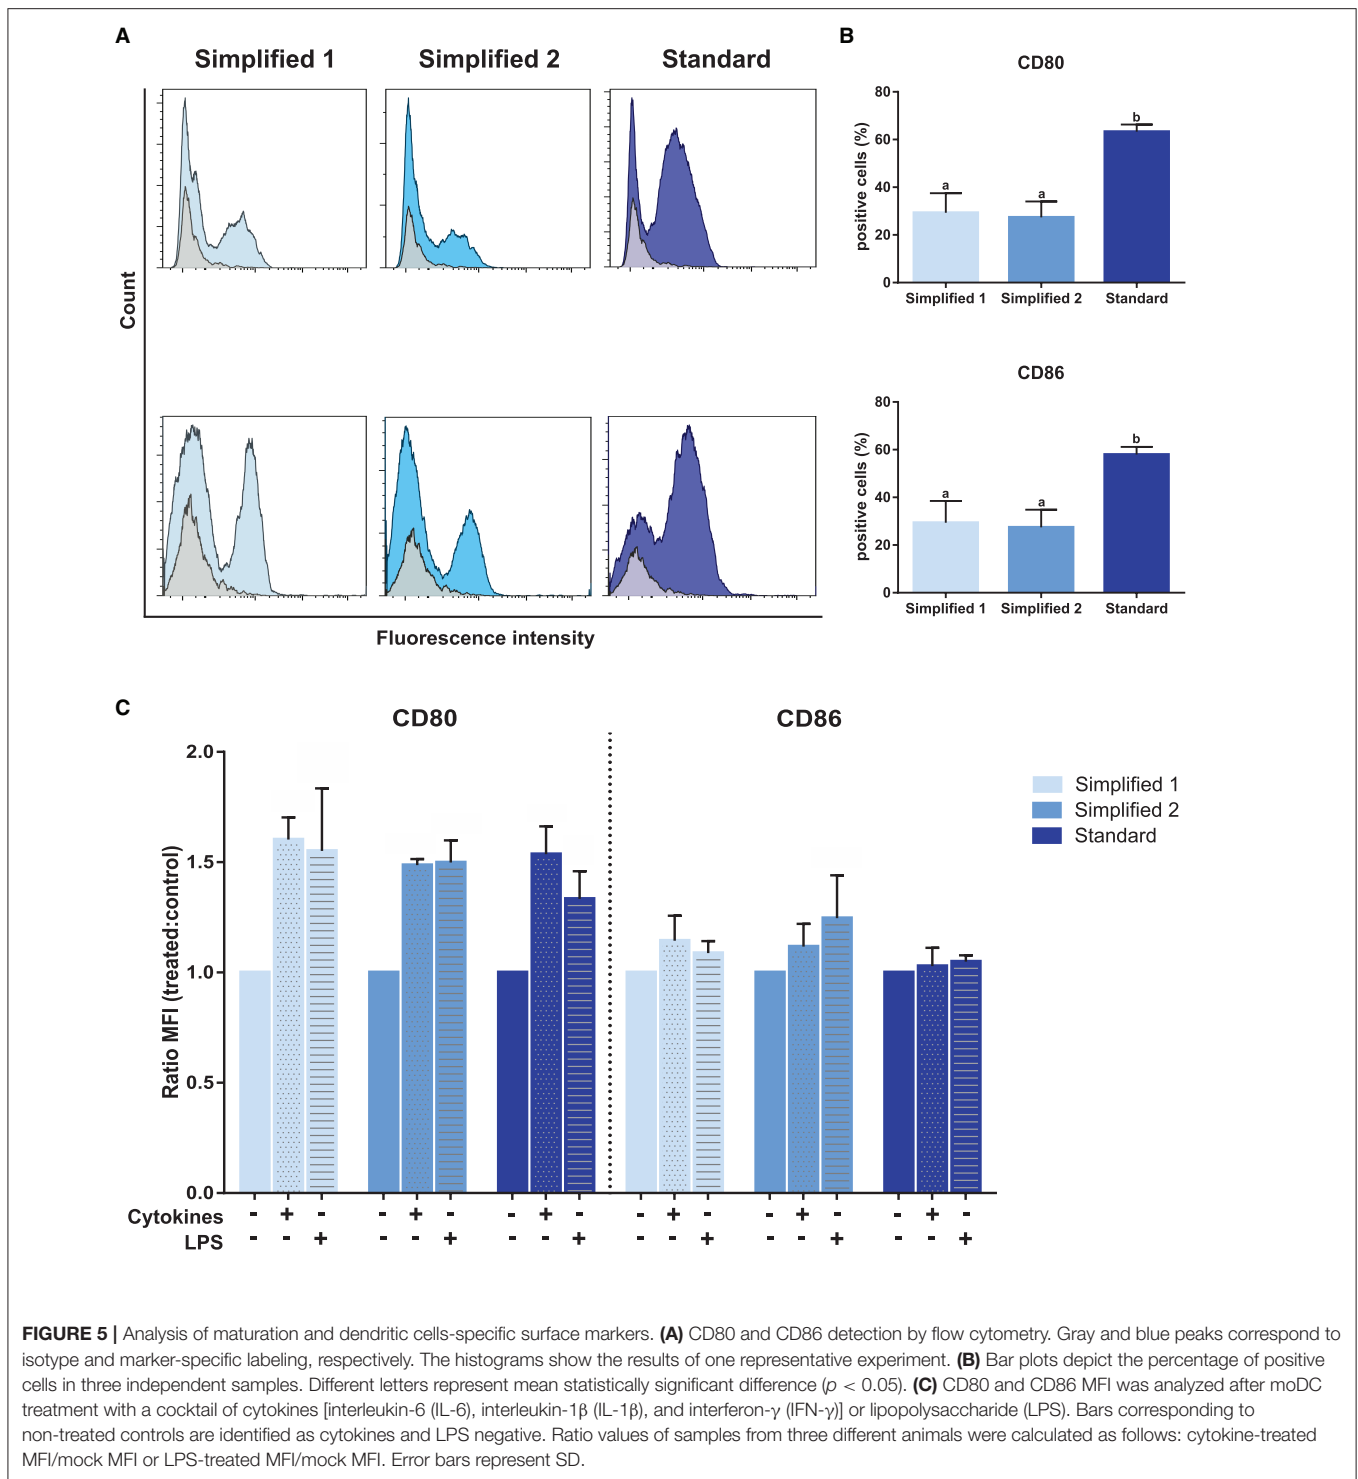 A
Simplified 1
Simplified 2
Standard
Count
Fluorescence intensity
B
CD80
positive cells (%)
80
60
40
20
0
a
a
b
Simplified 1
Simplified 2
Standard
CD86
positive cells (%)
80
60
40
20
0
a
a
b
Simplified 1
Simplified 2
Standard
C
CD80
CD86
Ratio MFI (treated:control)
2.0
1.5
1.0
0.5
0.0
Simplified 1
Simplified 2
Standard
Cytokines - + - - + - - + - - + - - + - - + -
LPS - - + - - + - - + - - + - - + - - +
FIGURE 5 | Analysis of maturation and dendritic cells-specific surface markers. (A) CD80 and CD86 detection by flow cytometry. Gray and blue peaks correspond to
isotype and marker-specific labeling, respectively. The histograms show the results of one representative experiment. (B) Bar plots depict the percentage of positive
cells in three independent samples. Different letters represent mean statistically significant difference (p < 0.05). (C) CD80 and CD86 MFI was analyzed after moDC
treatment with a cocktail of cytokines [interleukin-6 (IL-6), interleukin-1β (IL-1β), and interferon-γ (IFN-γ)] or lipopolysaccharide (LPS). Bars corresponding to
non-treated controls are identified as cytokines and LPS negative. Ratio values of samples from three different animals were calculated as follows: cytokine-treated
MFI/mock MFI or LPS-treated MFI/mock MFI. Error bars represent SD.